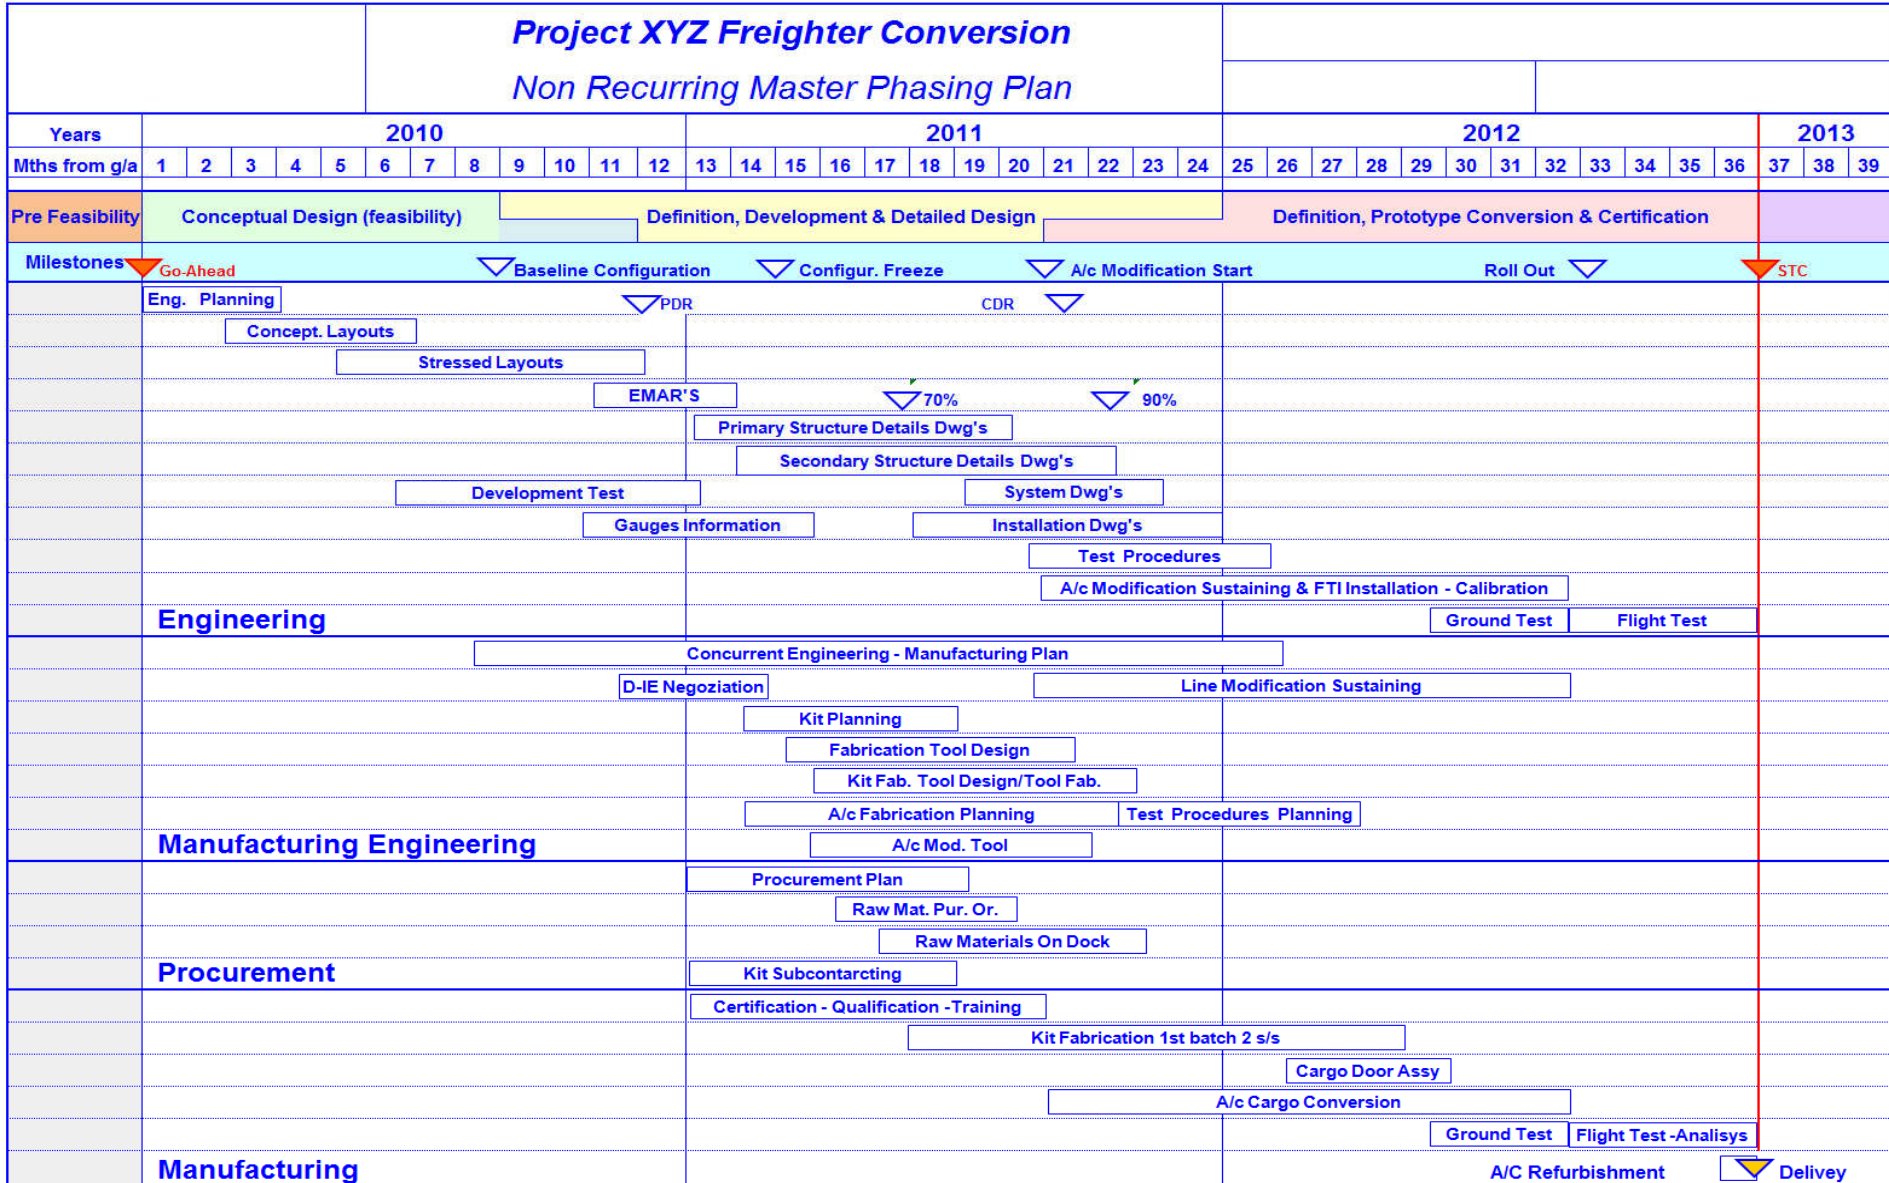 Project XYZ Freighter Conversion
Non Recurring Master Phasing Plan
Years 2010 2011 2012 2013
Mths from g/a 1 2 3 4 5 6 7 8 9 10 11 12 13 14 15 16 17 18 19 20 21 22 23 24 25 26 27 28 29 30 31 32 33 34 35 36 37 38 39
Pre Feasibility Conceptual Design (feasibility) Definition, Development & Detailed Design Definition, Prototype Conversion & Certification
Milestones Go-Ahead Baseline Configuration Configur. Freeze A/c Modification Start Roll Out STC
Eng. Planning PDR CDR
Concept. Layouts
Stressed Layouts
EMAR'S 70% 90%
Primary Structure Details Dwg's
Secondary Structure Details Dwg's
Development Test System Dwg's
Gauges Information Installation Dwg's
Test Procedures
A/c Modification Sustaining & FTI Installation - Calibration
Engineering Ground Test Flight Test
Concurrent Engineering - Manufacturing Plan
D-IE Negoziation Line Modification Sustaining
Kit Planning
Fabrication Tool Design
Kit Fab. Tool Design/Tool Fab.
A/c Fabrication Planning Test Procedures Planning
Manufacturing Engineering A/c Mod. Tool
Procurement Plan
Raw Mat. Pur. Or.
Raw Materials On Dock
Procurement Kit Subcontarcting
Certification - Qualification -Training
Kit Fabrication 1st batch 2 s/s
Cargo Door Assy
A/c Cargo Conversion
Ground Test Flight Test -Analisys
Manufacturing A/C Refurbishment Delivey